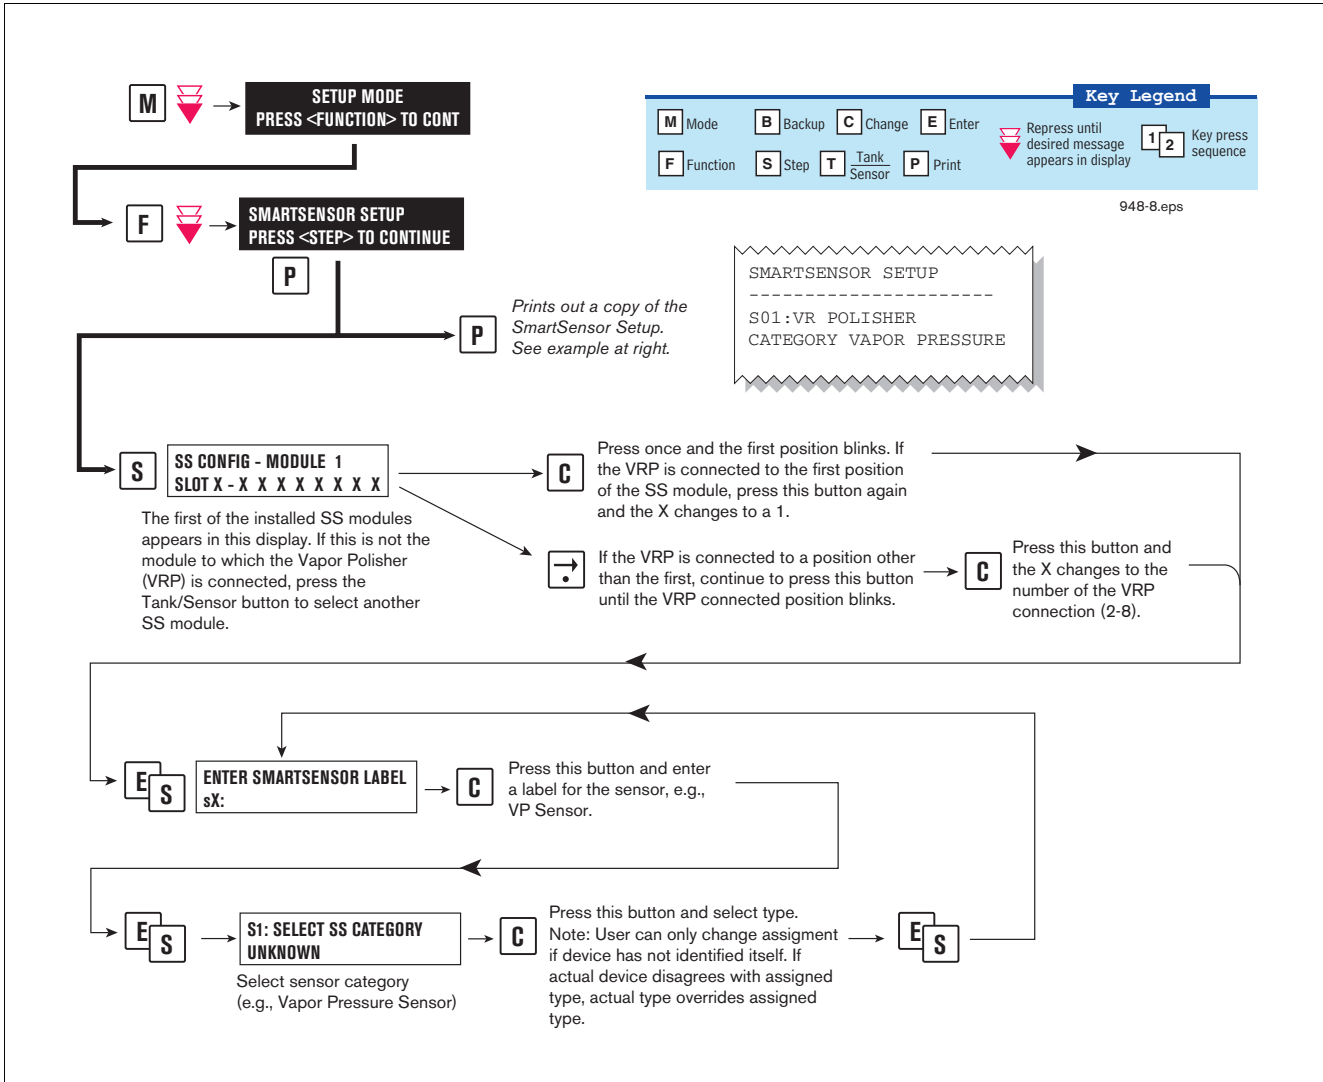 M
SETUP MODE
PRESS <FUNCTION> TO CONT
Key Legend
M Mode
B Backup
C Change
E Enter
Repress until
desired message
appears in display
1 2
Key press
sequence
F Function
S Step
T Tank
Sensor
P Print
948-8.eps
F
SMARTSENSOR SETUP
PRESS <STEP> TO CONTINUE
P
P
Prints out a copy of the
SmartSensor Setup.
See example at right.
SMARTSENSOR SETUP
----------------------
S01:VR POLISHER
CATEGORY VAPOR PRESSURE
S
SS CONFIG - MODULE 1
SLOT X - X X X X X X X X
The first of the installed SS modules
appears in this display. If this is not the
module to which the Vapor Polisher
(VRP) is connected, press the
Tank/Sensor button to select another
SS module.
C
Press once and the first position blinks. If
the VRP is connected to the first position
of the SS module, press this button again
and the X changes to a 1.
If the VRP is connected to a position other
than the first, continue to press this button
until the VRP connected position blinks.
C
Press this button and
the X changes to the
number of the VRP
connection (2-8).
E S
ENTER SMARTSENSOR LABEL
sX:
C
Press this button and enter
a label for the sensor, e.g.,
VP Sensor.
E S
S1: SELECT SS CATEGORY
UNKNOWN
Select sensor category
(e.g., Vapor Pressure Sensor)
C
Press this button and select type.
Note: User can only change assigment
if device has not identified itself. If
actual device disagrees with assigned
type, actual type overrides assigned
type.
E S